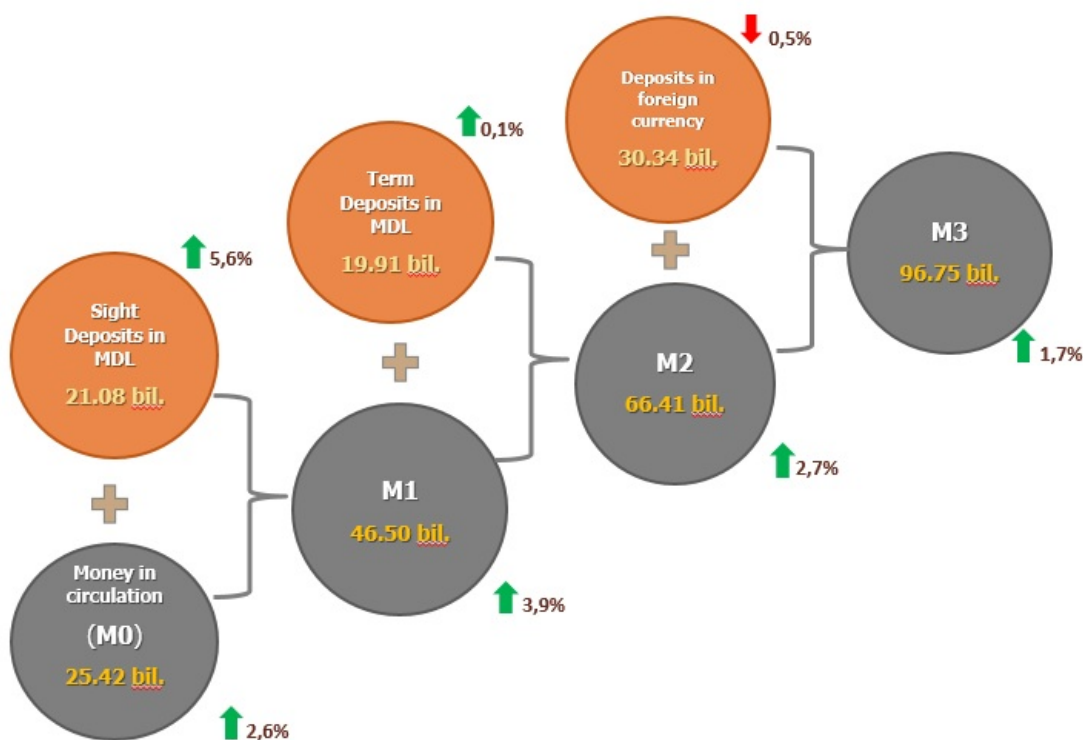 0,5%
Deposits in
foreign
currency
30.34 bil.
0,1%
Term
Deposits in
MDL
19.91 bil.
M3
96.75 bil.
1,7%
5,6%
Sight
Deposits in
MDL
21.08 bil.
M2
66.41 bil.
2,7%
M1
46.50 bil.
3,9%
Money in
circulation
(M0)
25.42 bil.
2,6%